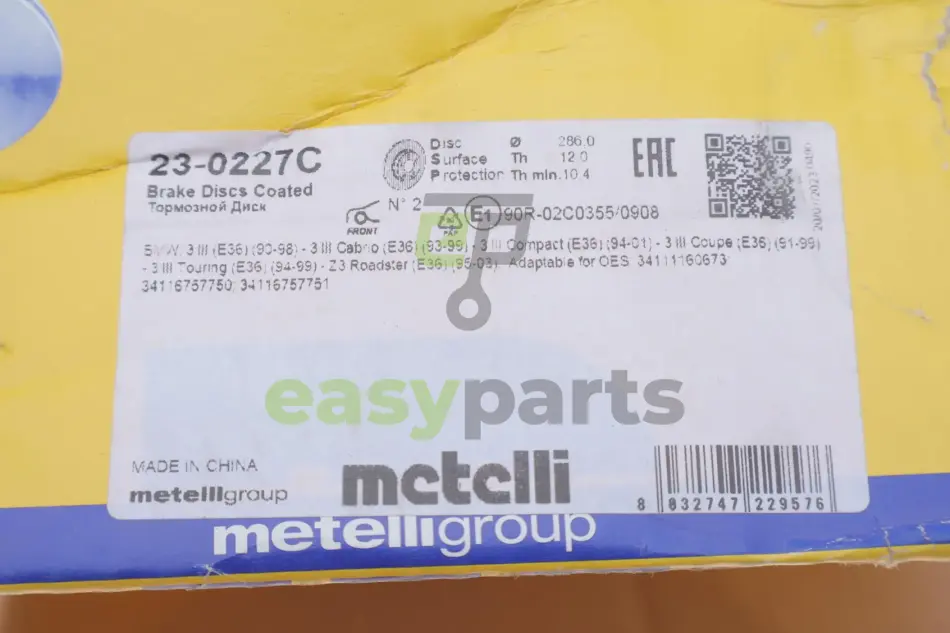 23-0227C
Brake Discs Coated
Тормозной Диск
Disc Ø 286,0
Surface Th 12,0
Protection Th min. 10,4
EAC
FRONT
N° 2
PAP
E1 90R-02C0355/0908
BMW: 3 III (E36) (90-98) - 3 III Cabrio (E36) (93-99) - 3 III Compact (E36) (94-01) - 3 III Coupe (E36) (91-99)
- 3 III Touring (E36) (94-99) - Z3 Roadster (E36) (95-03). Adaptable for OES: 34111160673;
34116757750; 34116757751
easyparts
MADE IN CHINA
metelligroup
metelli
8 032747 229576
metelligroup